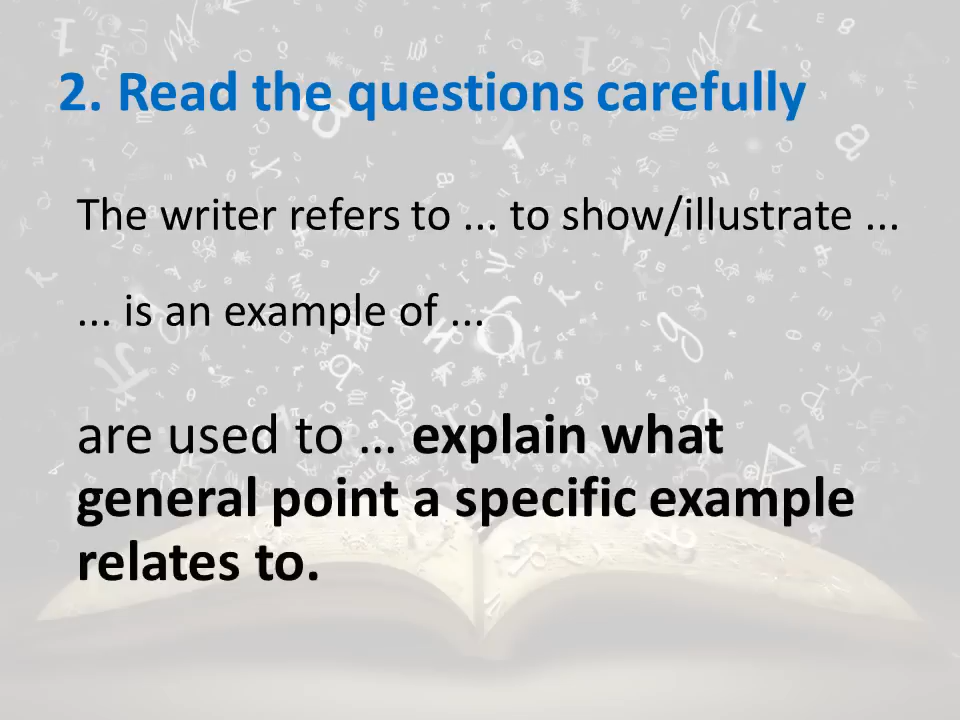 2. Read the questions carefully
The writer refers to ... to show/illustrate ...
... is an example of ...
are used to … explain what
general point a specific example
relates to.